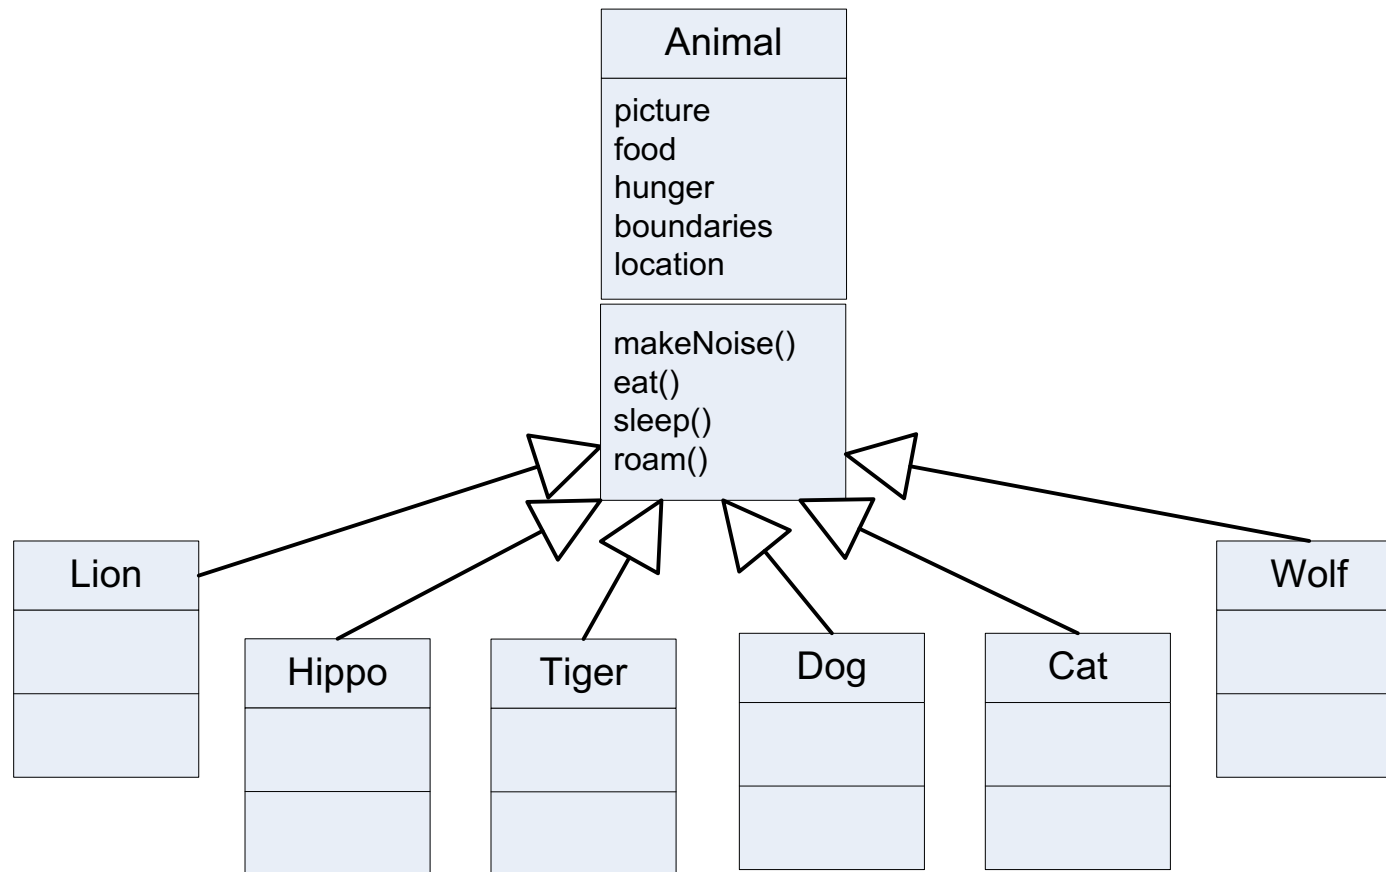 Animal
picture
food
hunger
boundaries
location
makeNoise()
eat()
sleep()
roam()
Lion
Hippo
Tiger
Dog
Cat
Wolf